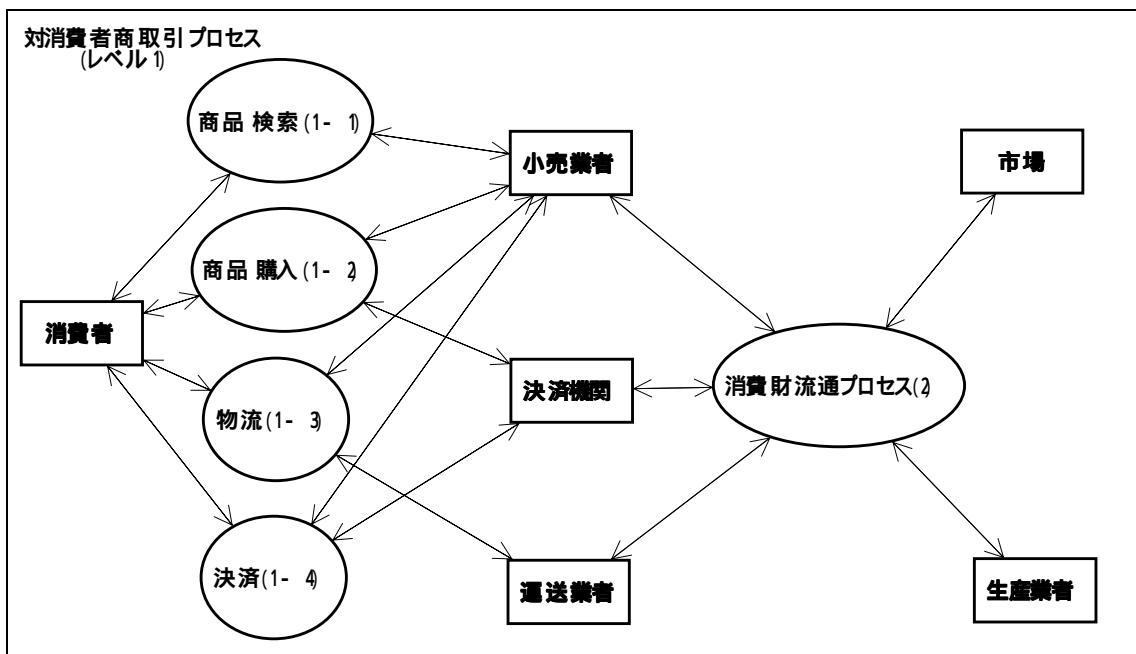 対消費者商取引プロセス
(レベル1)
商品検索(1- 1)
小売業者
市場
商品購入(1- 2)
消費者
決済機関
消費財流通プロセス(2)
物流(1- 3)
決済(1- 4)
運送業者
生産業者